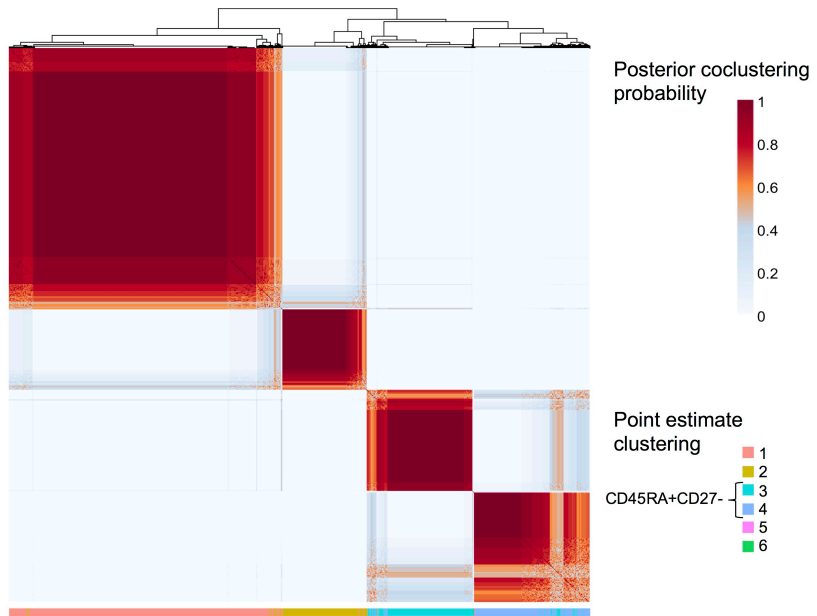 Posterior coclustering
probability
1
0.8
0.6
0.4
0.2
0
Point estimate
clustering
1
2
CD45RA+CD27-
3
4
5
6